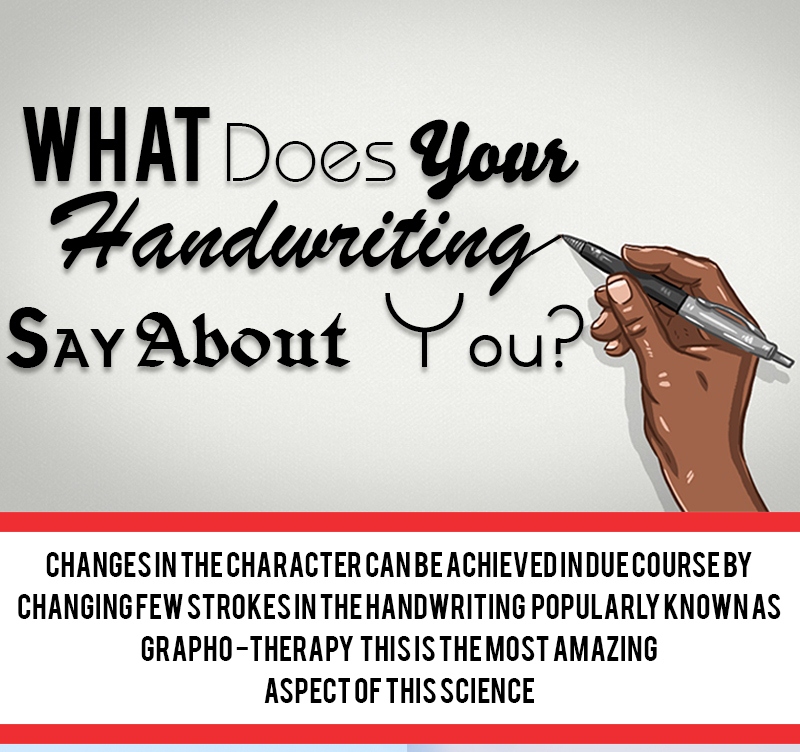 WHAT Does Your
Handwriting
SAY About You?
CHANGES IN THE CHARACTER CAN BE ACHIEVED IN DUE COURSE BY
CHANGING FEW STROKES IN THE HANDWRITING POPULARLY KNOWN AS
GRAPHO-THERAPY THIS IS THE MOST AMAZING
ASPECT OF THIS SCIENCE